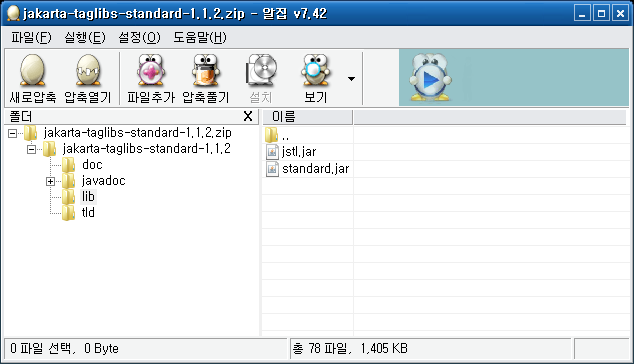 jakarta-taglibs-standard-1.1.2.zip - 알집 v7.42
파일(F) 실행(E) 설정(O) 도움말(H)
새로압축 압축열기 파일추가 압축풀기 설치 보기
폴더 X
이름
jakarta-taglibs-standard-1.1.2.zip
jakarta-taglibs-standard-1.1.2
doc
javadoc
lib
tld
..
jstl.jar
standard.jar
0 파일 선택, 0 Byte
총 78 파일, 1,405 KB